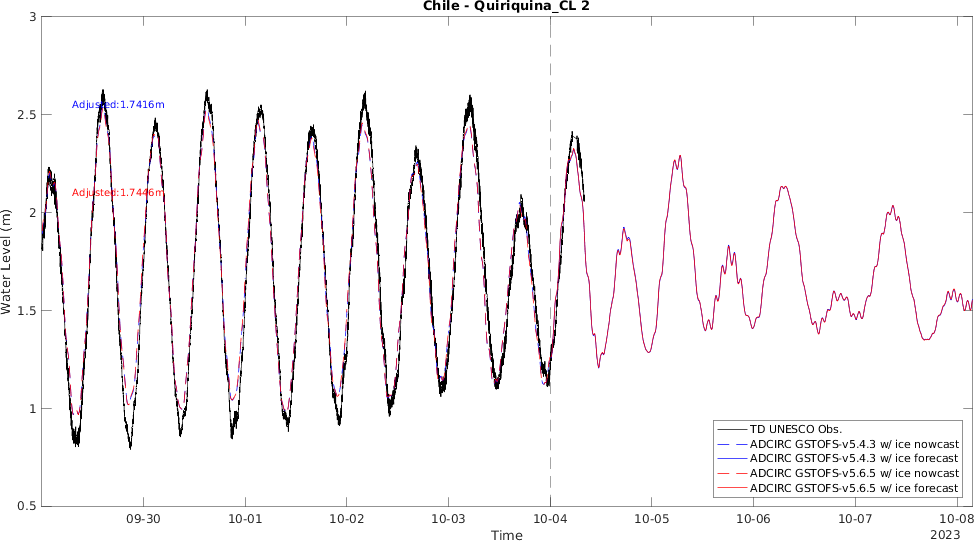 Chile - Quiriquina_CL 2
3
2.5
2
1.5
1
0.5
Water Level (m)
Adjusted:1.7416m
Adjusted:1.7446m
TD UNESCO Obs.
ADCIRC GSTOFS-v5.4.3 w/ ice nowcast
ADCIRC GSTOFS-v5.4.3 w/ ice forecast
ADCIRC GSTOFS-v5.6.5 w/ ice nowcast
ADCIRC GSTOFS-v5.6.5 w/ ice forecast
09-30 10-01 10-02 10-03 10-04 10-05 10-06 10-07 10-08
Time
2023